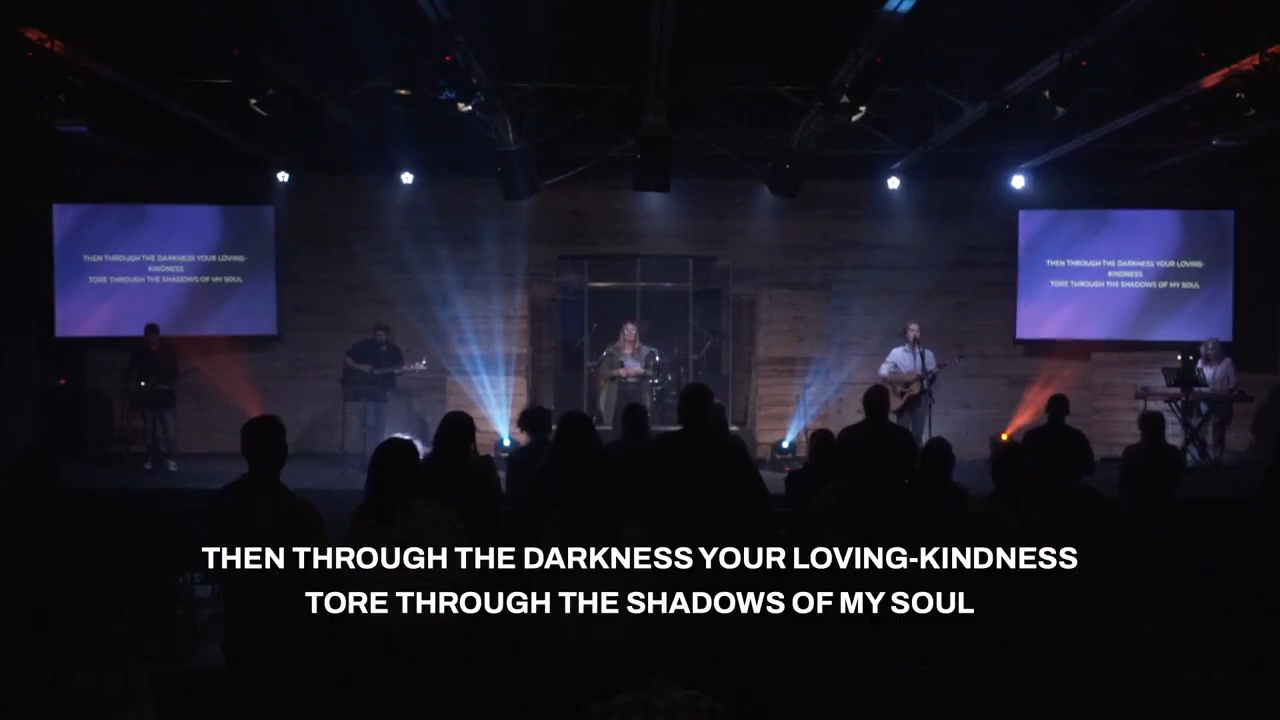 THEN THROUGH THE DARKNESS YOUR LOVING-
KINDNESS
TORE THROUGH THE SHADOWS OF MY SOUL
THEN THROUGH THE DARKNESS YOUR LOVING-
KINDNESS
TORE THROUGH THE SHADOWS OF MY SOUL
THEN THROUGH THE DARKNESS YOUR LOVING-KINDNESS
TORE THROUGH THE SHADOWS OF MY SOUL